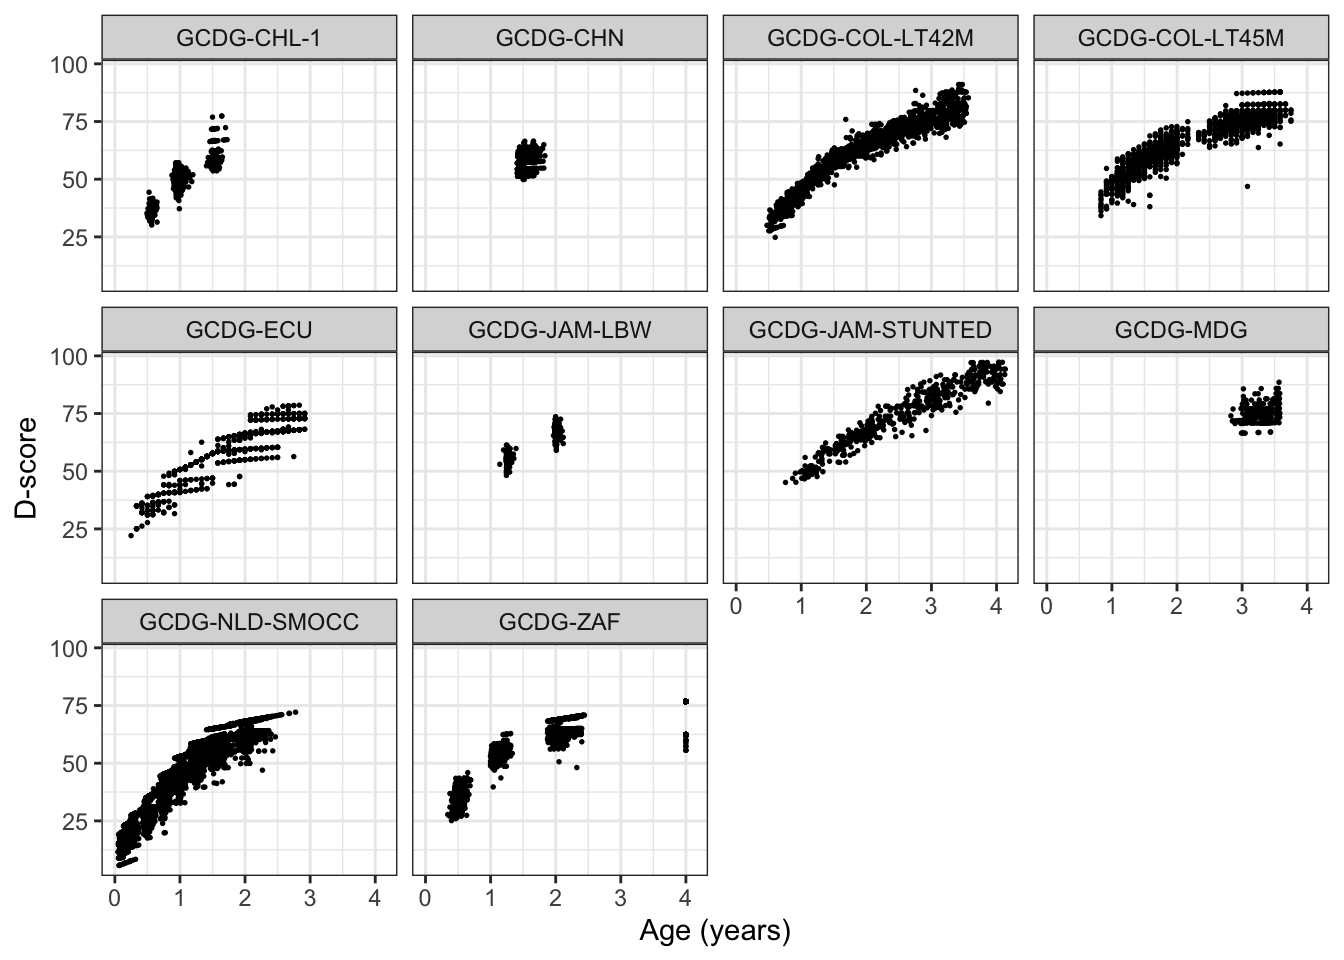 GCDG-CHL-1
GCDG-CHN
GCDG-COL-LT42M
GCDG-COL-LT45M
100
75
50
25
GCDG-ECU
GCDG-JAM-LBW
GCDG-JAM-STUNTED
GCDG-MDG
100
75
50
25
D-score
0 1 2 3 4
0 1 2 3 4
GCDG-NLD-SMOCC
GCDG-ZAF
100
75
50
25
0 1 2 3 4
0 1 2 3 4
Age (years)